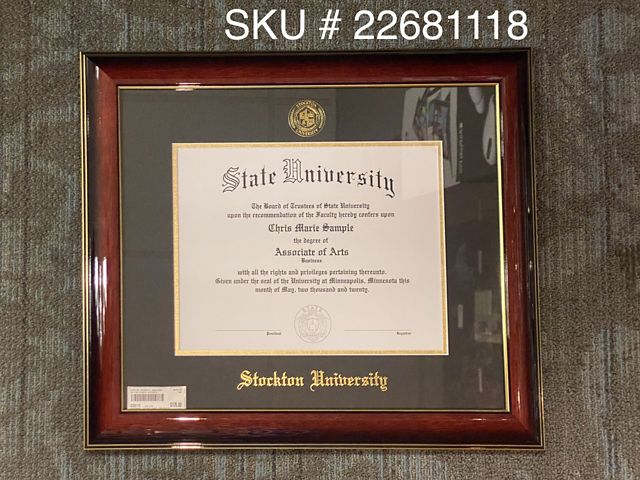 SKU # 22681118
STOCKTON
UNIVERSITY
State University
The Board of Trustees of State University
upon the recommendation of the Faculty hereby confers upon
Chris Marie Sample
the degree of
Associate of Arts
Business
with all the rights and privileges pertaining thereunto.
Given under the seal of the University at Minneapolis, Minnesota this
month of May, two thousand and twenty.
President Registrar
Stockton University